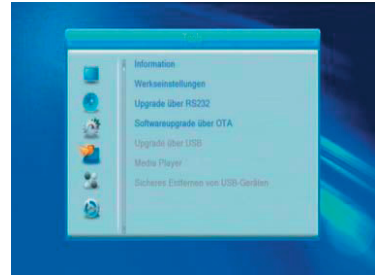 Information
Werkseinstellungen
Upgrade über RS232
Softwareupgrade über OTA
Upgrade über USB
Media Player
Sicheres Entfernen von USB-Geräten